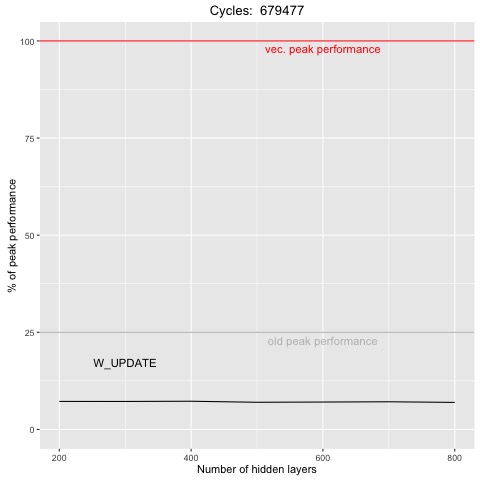 Cycles:  679477
100
vec. peak performance
75
% of peak performance
50
25
old peak performance
W_UPDATE
0
200
400
600
800
Number of hidden layers